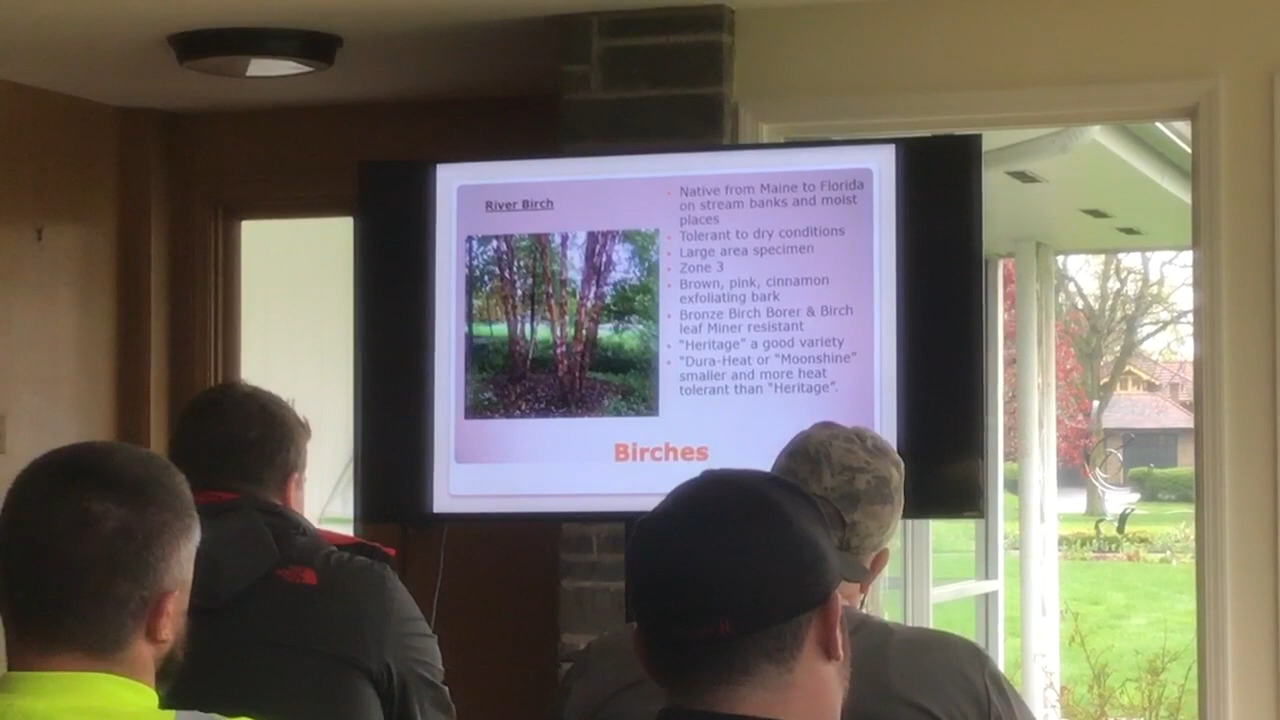 River Birch
Native from Maine to Florida
on stream banks and moist
places
Tolerant to dry conditions
Large area specimen
Zone 3
Brown, pink, cinnamon
exfoliating bark
Bronze Birch Borer & Birch
leaf Miner resistant
“Heritage” a good variety
“Dura-Heat or “Moonshine”
smaller and more heat
tolerant than “Heritage”.
Birches